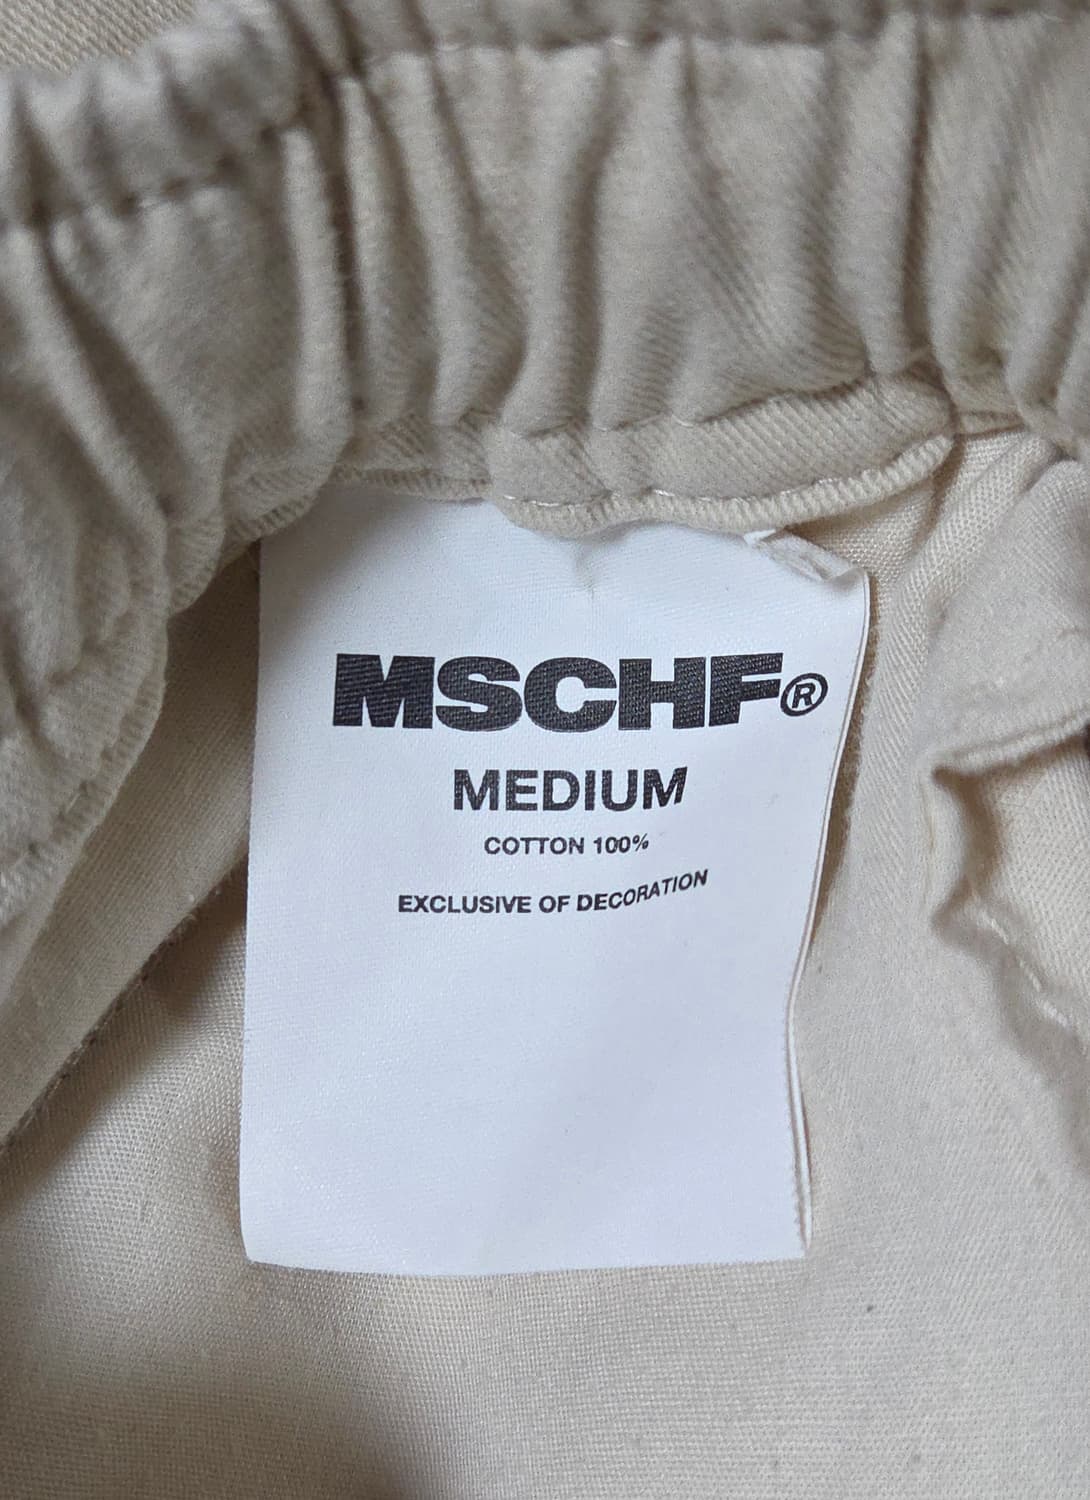 MSCHF®
MEDIUM
COTTON 100%
EXCLUSIVE OF DECORATION